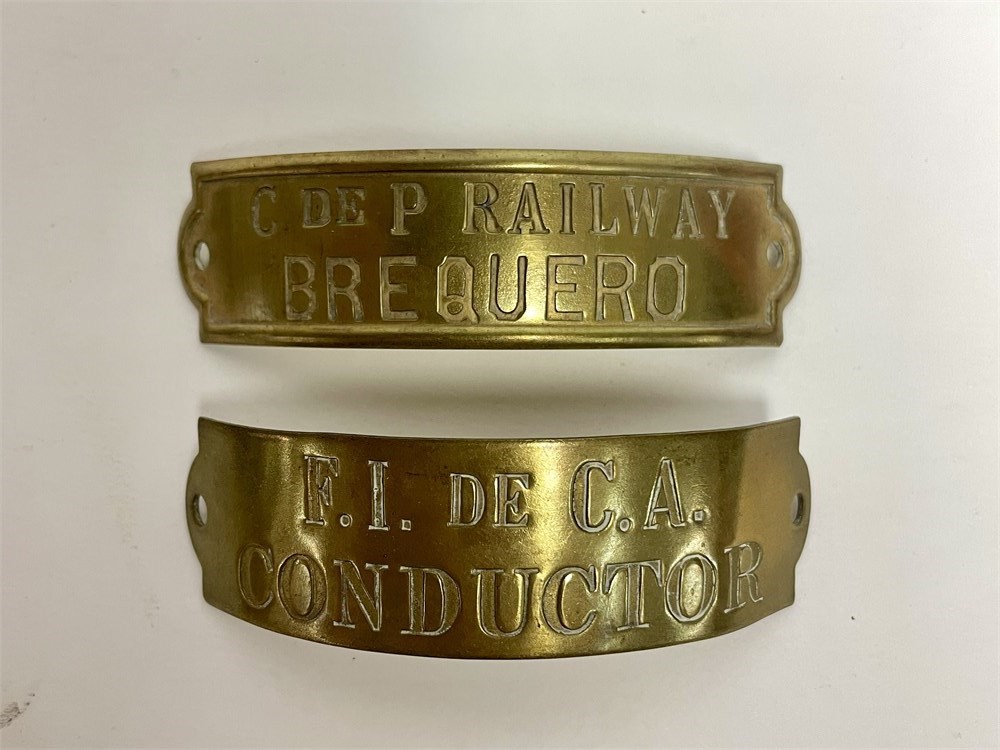 C DE P RAILWAY
BREQUERO
F.I. DE C.A.
CONDUCTOR